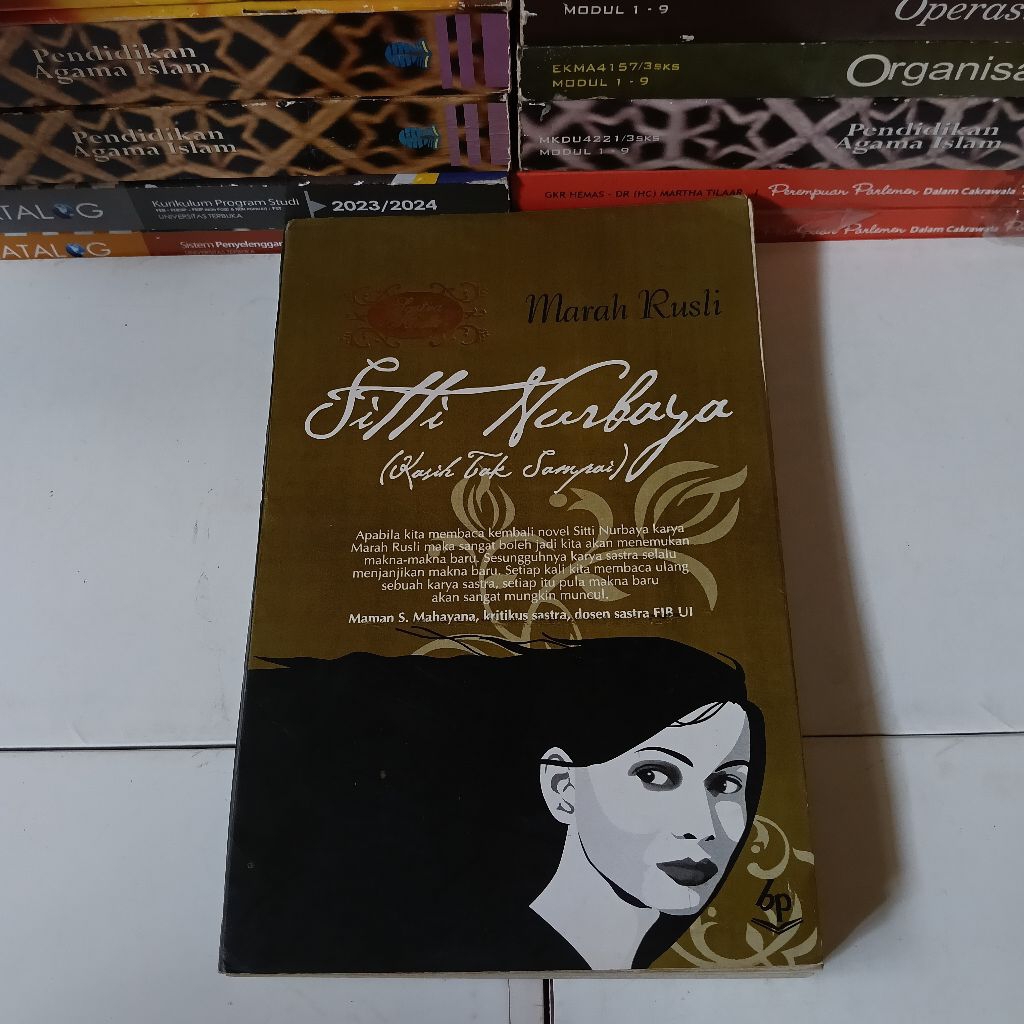 Pendidikan
Agama Islam
Pendidikan
Agama Islam
ATALOG
Kurikulum Program Studi
UNIVERSITAS TERBUKA
2023/2024
ATALOG
Sistem Penyelenggar
MODUL 1 - 9
Operas
EKMA4157/3SKS
MODUL 1 - 9
Organisa
MKDU4221/3SKS
MODUL 1 - 9
Pendidikan
Agama Islam
GKR HEMAS - DR (HC) MARTHA TILAAR
Perempuan Parlemen Dalam Cakrawala
Parlemen Dalam Cakrawala
Marah Rusli
Sitti Nurbaya
(Kasih Tak Sampai)
Apabila kita membaca kembali novel Sitti Nurbaya karya
Marah Rusli maka sangat boleh jadi kita akan menemukan
makna-makna baru. Sesungguhnya karya sastra selalu
menjanjikan makna baru. Setiap kali kita membaca ulang
sebuah karya sastra, setiap itu pula makna baru
akan sangat mungkin muncul.
Maman S. Mahayana, kritikus sastra, dosen sastra FIB UI
bp